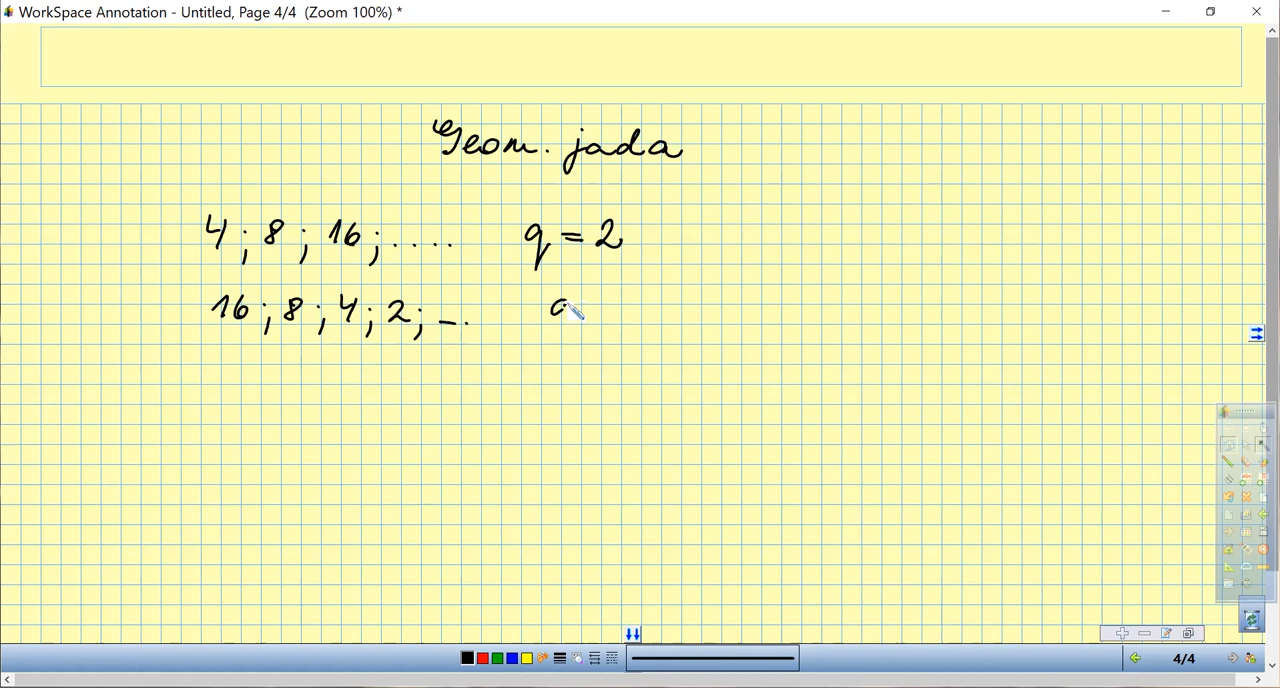 WorkSpace Annotation - Untitled, Page 4/4 (Zoom 100%) *
Geom. jada
4 ; 8 ; 16 ; .... q = 2
16 ; 8 ; 4 ; 2 ; -..
4/4